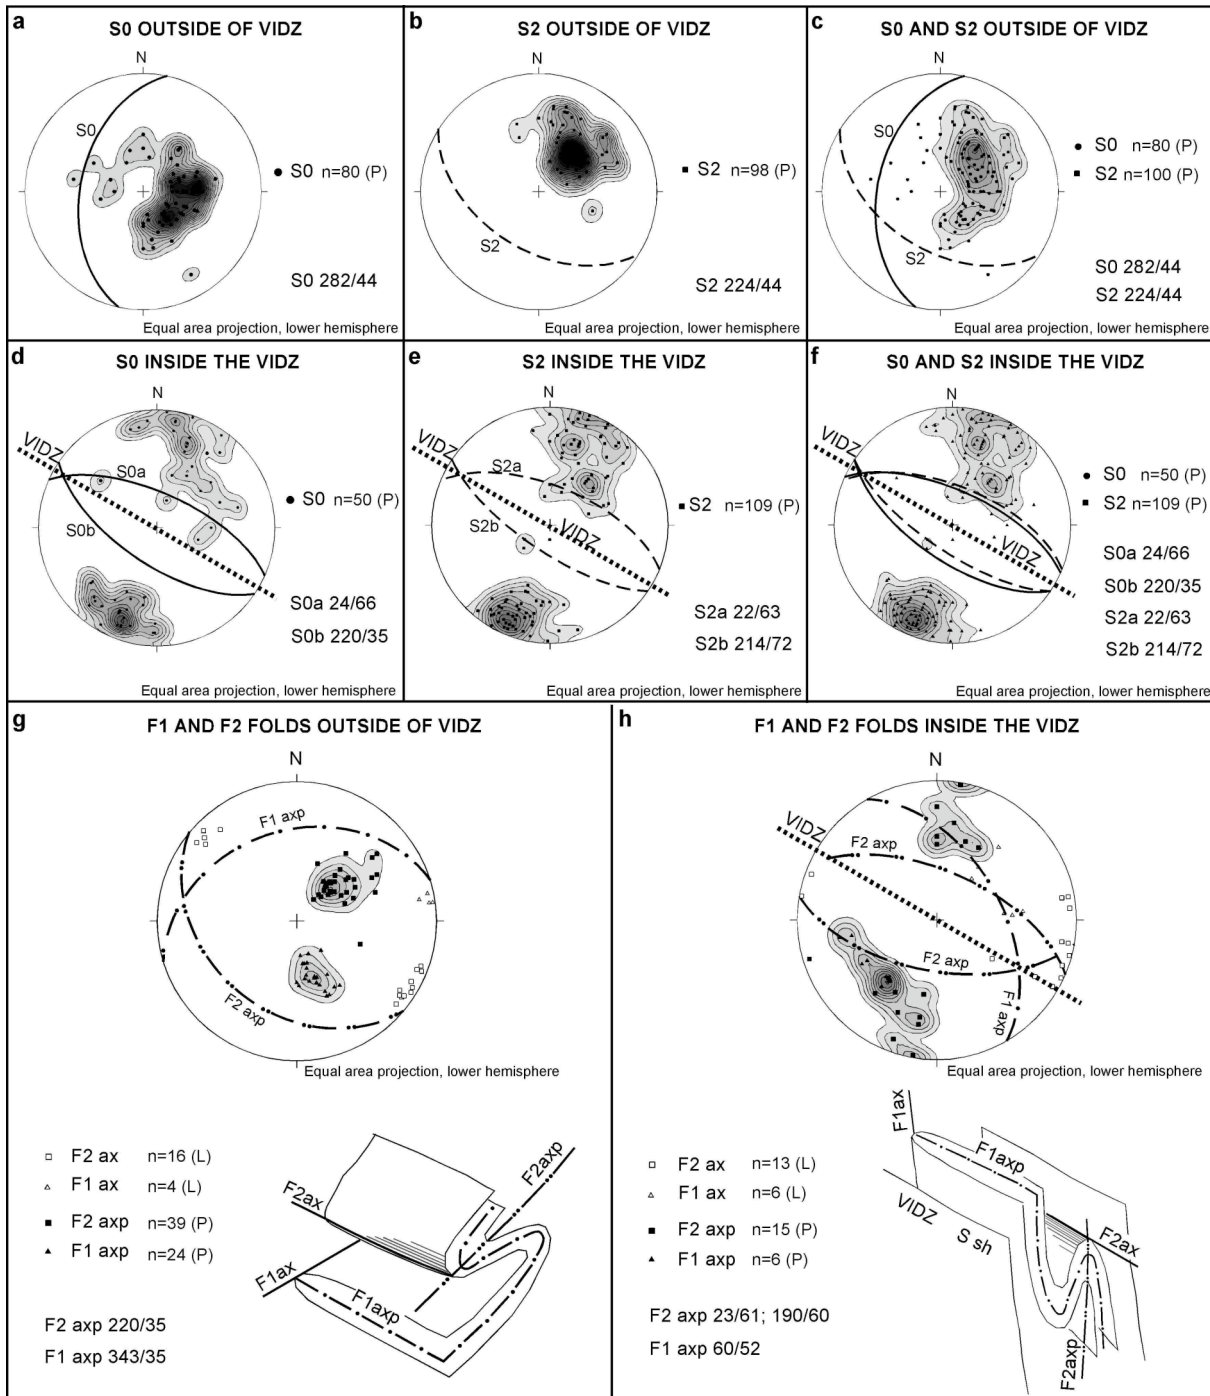 a
S0 OUTSIDE OF VIDZ
N
S0
S0 n=80 (P)
S0 282/44
Equal area projection, lower hemisphere
b
S2 OUTSIDE OF VIDZ
N
S2 n=98 (P)
S2
S2 224/44
Equal area projection, lower hemisphere
c
S0 AND S2 OUTSIDE OF VIDZ
N
S0
S0 n=80 (P)
S2 n=100 (P)
S2
S0 282/44
S2 224/44
Equal area projection, lower hemisphere
d
S0 INSIDE THE VIDZ
N
VIDZ
S0a
S0 n=50 (P)
S0b
S0a 24/66
S0b 220/35
Equal area projection, lower hemisphere
e
S2 INSIDE THE VIDZ
N
VIDZ
S2a
S2 n=109 (P)
S2b
VIDZ
S2a 22/63
S2b 214/72
Equal area projection, lower hemisphere
f
S0 AND S2 INSIDE THE VIDZ
N
VIDZ
S0 n=50 (P)
S2 n=109 (P)
VIDZ
S0a 24/66
S0b 220/35
S2a 22/63
S2b 214/72
Equal area projection, lower hemisphere
g
F1 AND F2 FOLDS OUTSIDE OF VIDZ
N
F1 axp
F2 axp
Equal area projection, lower hemisphere
F2 ax n=16 (L)
F1 ax n=4 (L)
F2 axp n=39 (P)
F1 axp n=24 (P)
F2axp
F2ax
F1ax
F1axp
F2 axp 220/35
F1 axp 343/35
h
F1 AND F2 FOLDS INSIDE THE VIDZ
N
VIDZ
F2 axp
F2 axp
F1 axp
Equal area projection, lower hemisphere
F2 ax n=13 (L)
F1 ax n=6 (L)
F2 axp n=15 (P)
F1 axp n=6 (P)
F1ax
F1axp
VIDZ
S sh
F2ax
F2axp
F2 axp 23/61; 190/60
F1 axp 60/52